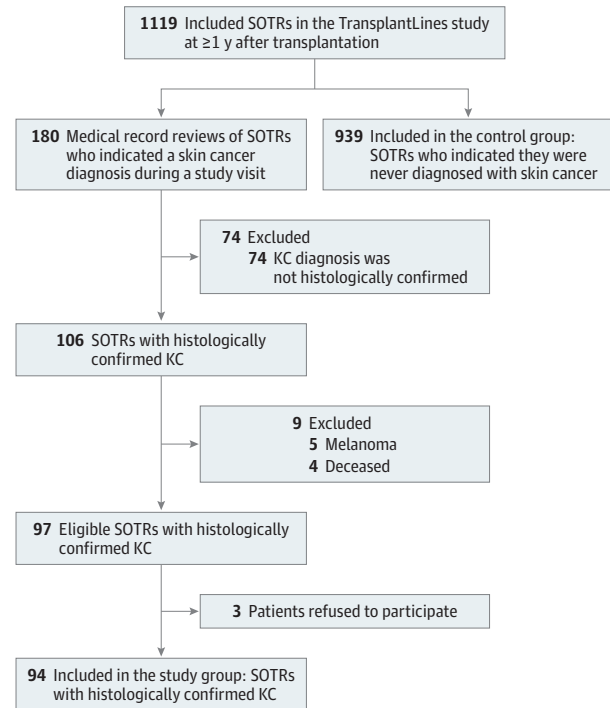 1119 Included SOTRs in the TransplantLines study
at ≥1 y after transplantation
180 Medical record reviews of SOTRs
who indicated a skin cancer
diagnosis during a study visit
939 Included in the control group:
SOTRs who indicated they were
never diagnosed with skin cancer
74 Excluded
74 KC diagnosis was
not histologically confirmed
106 SOTRs with histologically
confirmed KC
9 Excluded
5 Melanoma
4 Deceased
97 Eligible SOTRs with histologically
confirmed KC
3 Patients refused to participate
94 Included in the study group: SOTRs
with histologically confirmed KC